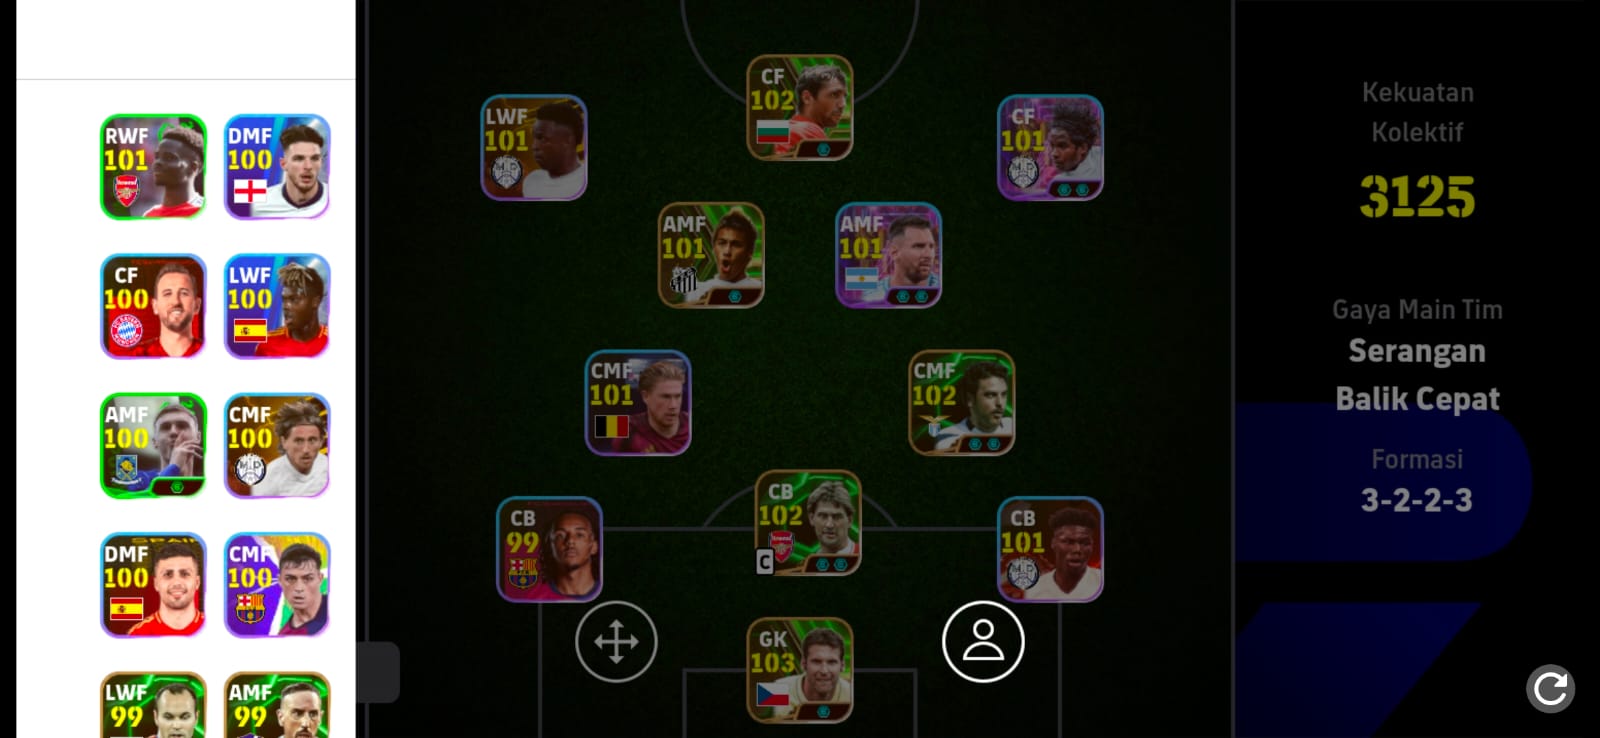 RWF
101
DMF
100
CF
100
LWF
100
AMF
100
CMF
100
DMF
100
CMF
100
LWF
99
AMF
99
CF
102
LWF
101
CF
101
AMF
101
AMF
101
CMF
101
CMF
102
CB
99
CB
102
C
CB
101
GK
103
Kekuatan
Kolektif
3125
Gaya Main Tim
Serangan
Balik Cepat
Formasi
3-2-2-3